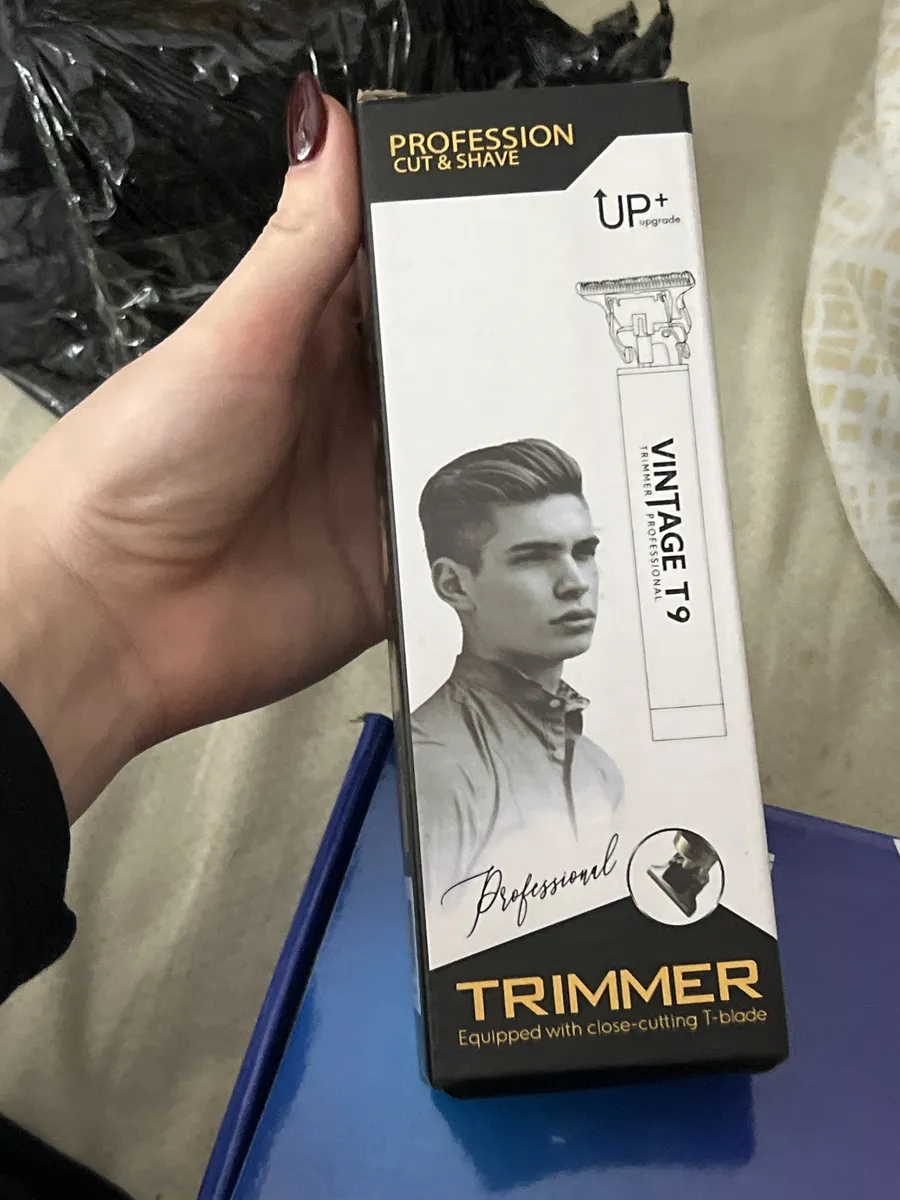 PROFESSION
CUT & SHAVE
UP+
upgrade
VINTAGE T9
TRIMMER PROFESSIONAL
Professional
TRIMMER
Equipped with close-cutting T-blade